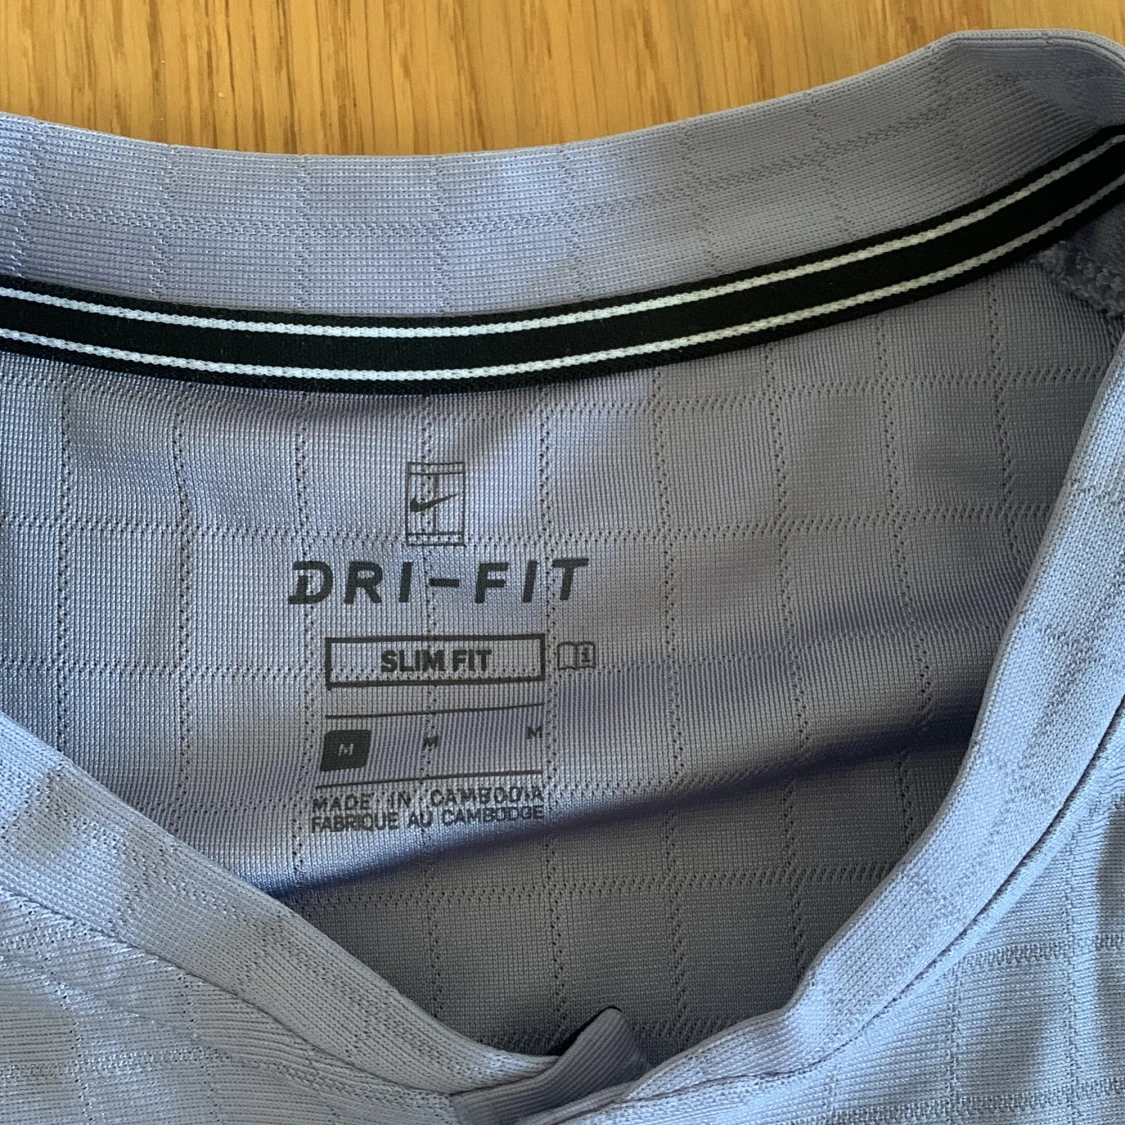 DRI-FIT
SLIM FIT
M M M
MADE IN CAMBODIA
FABRIQUE AU CAMBODGE